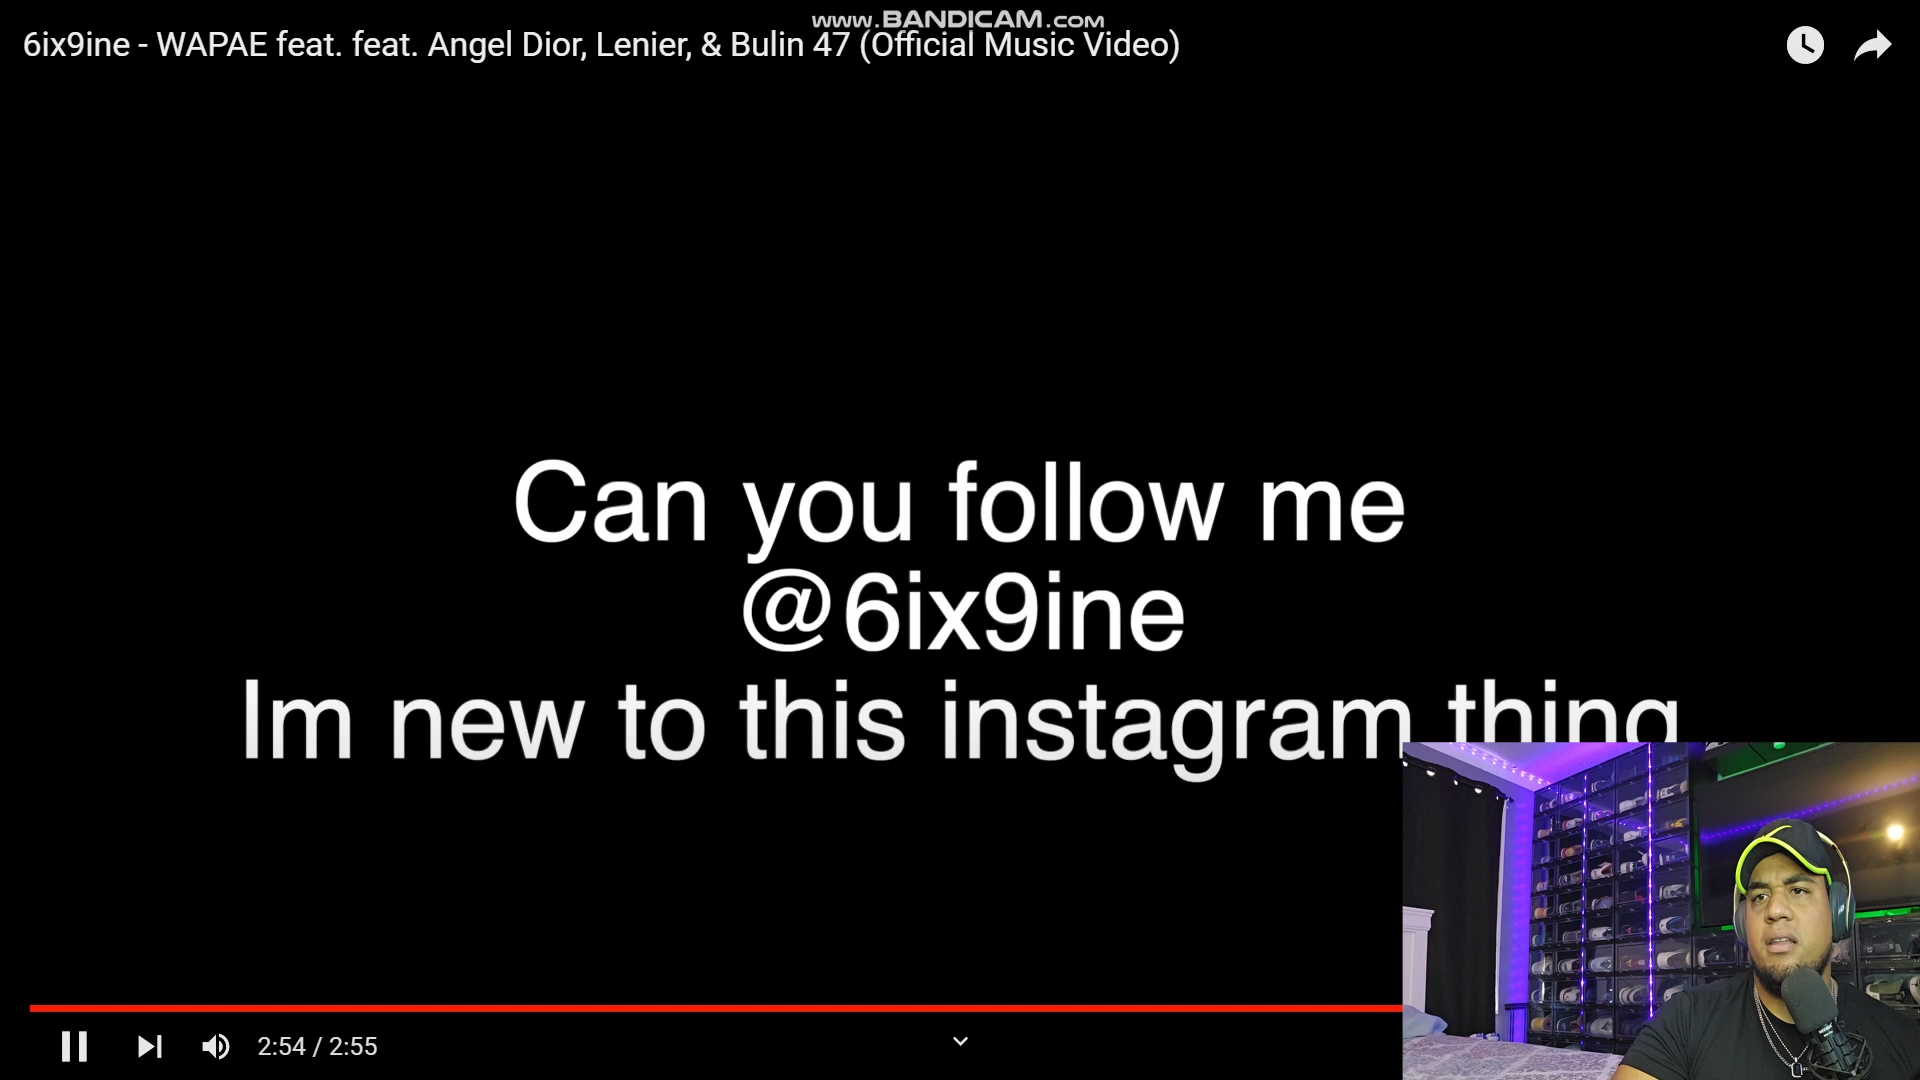 www.BANDICAM.com
6ix9ine - WAPAE feat. feat. Angel Dior, Lenier, & Bulin 47 (Official Music Video)
Can you follow me
@6ix9ine
Im new to this instagram thing
2:54 / 2:55